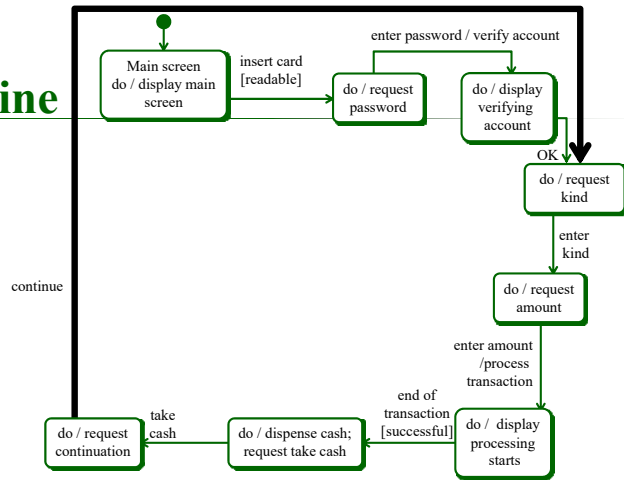 ine
Main screen
do / display main
screen
insert card
[readable]
do / request
password
enter password / verify account
do / display
verifying
account
OK
do / request
kind
enter
kind
do / request
amount
enter amount
/process
transaction
do /  display
processing
starts
end of
transaction
[successful]
do / dispense cash;
request take cash
take
cash
do / request
continuation
continue